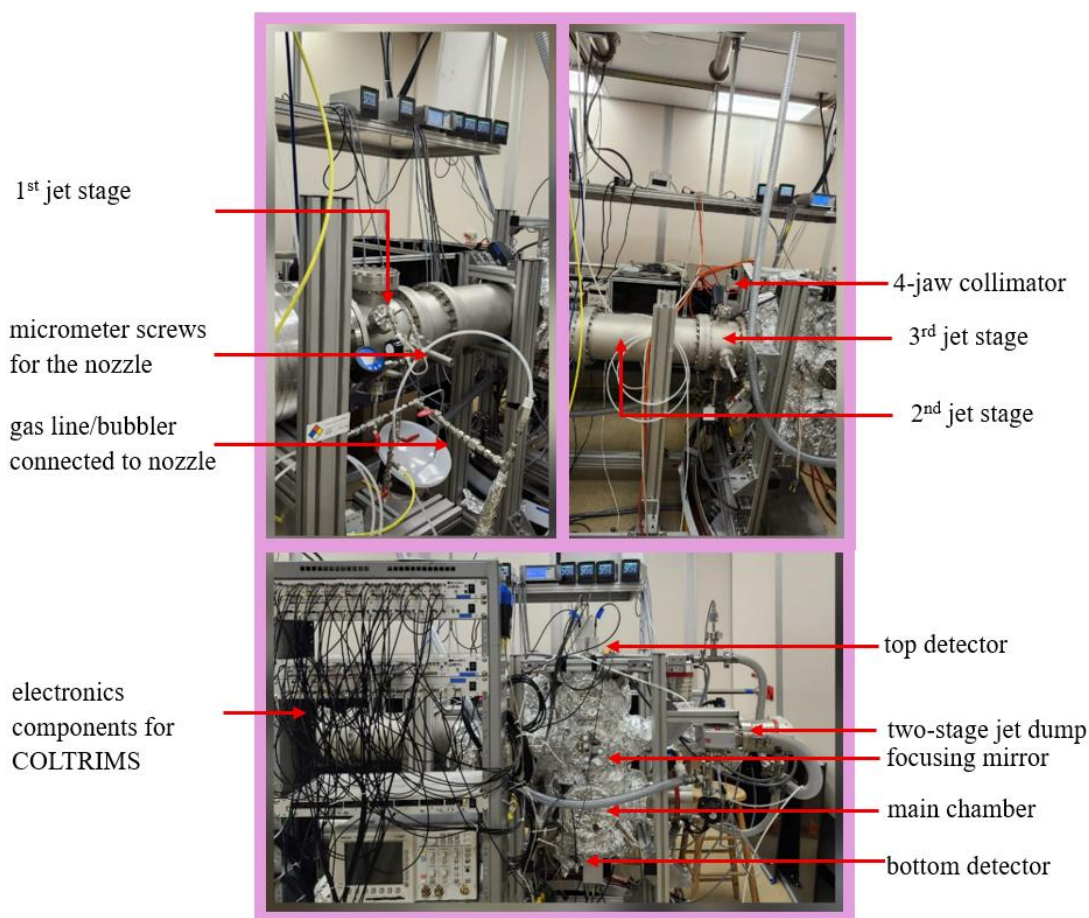 1st jet stage
micrometer screws
for the nozzle
gas line/bubbler
connected to nozzle
4-jaw collimator
3rd jet stage
2nd jet stage
electronics
components for
COLTRIMS
top detector
two-stage jet dump
focusing mirror
main chamber
bottom detector